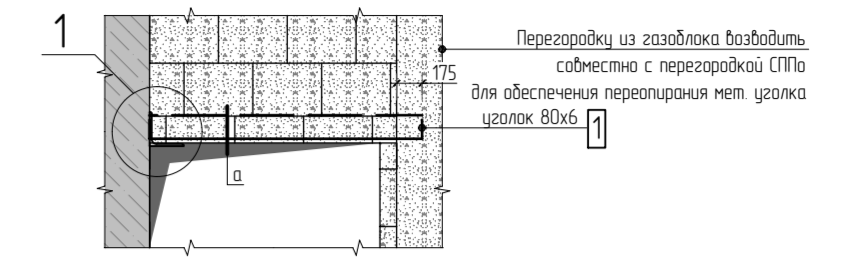 1
Перегородку из газоблока возводить
совместно с перегородкой СППо
175
для обеспечения переопирания мет. уголка
уголок 80х6
1
а